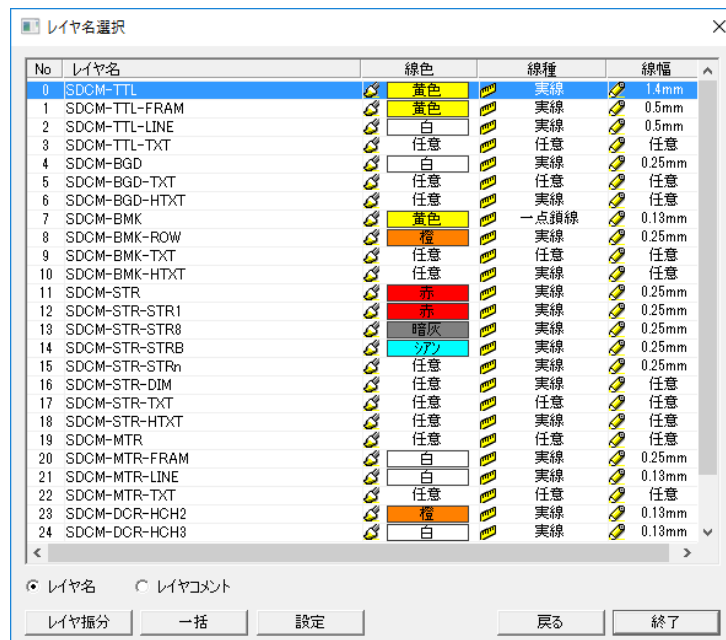 レイヤ名選択
No レイヤ名 線色 線種 線幅
0 SDCM-TTL 黄色 実線 1.4mm
1 SDCM-TTL-FRAM 黄色 実線 0.5mm
2 SDCM-TTL-LINE 白 実線 0.5mm
3 SDCM-TTL-TXT 任意 任意 任意
4 SDCM-BGD 白 実線 0.25mm
5 SDCM-BGD-TXT 任意 任意 任意
6 SDCM-BGD-HTXT 任意 実線 任意
7 SDCM-BMK 黄色 一点鎖線 0.13mm
8 SDCM-BMK-ROW 橙 実線 0.25mm
9 SDCM-BMK-TXT 任意 任意 任意
10 SDCM-BMK-HTXT 任意 実線 任意
11 SDCM-STR 赤 実線 0.25mm
12 SDCM-STR-STR1 赤 実線 0.25mm
13 SDCM-STR-STR8 暗灰 実線 0.25mm
14 SDCM-STR-STRB シアン 実線 0.25mm
15 SDCM-STR-STRn 任意 実線 0.25mm
16 SDCM-STR-DIM 任意 実線 任意
17 SDCM-STR-TXT 任意 任意 任意
18 SDCM-STR-HTXT 任意 実線 任意
19 SDCM-MTR 任意 任意 任意
20 SDCM-MTR-FRAM 白 実線 0.25mm
21 SDCM-MTR-LINE 白 実線 0.13mm
22 SDCM-MTR-TXT 任意 任意 任意
23 SDCM-DCR-HCH2 橙 実線 0.13mm
24 SDCM-DCR-HCH3 白 実線 0.13mm
レイヤ名 レイヤコメント
レイヤ振分 一括 設定 戻る 終了